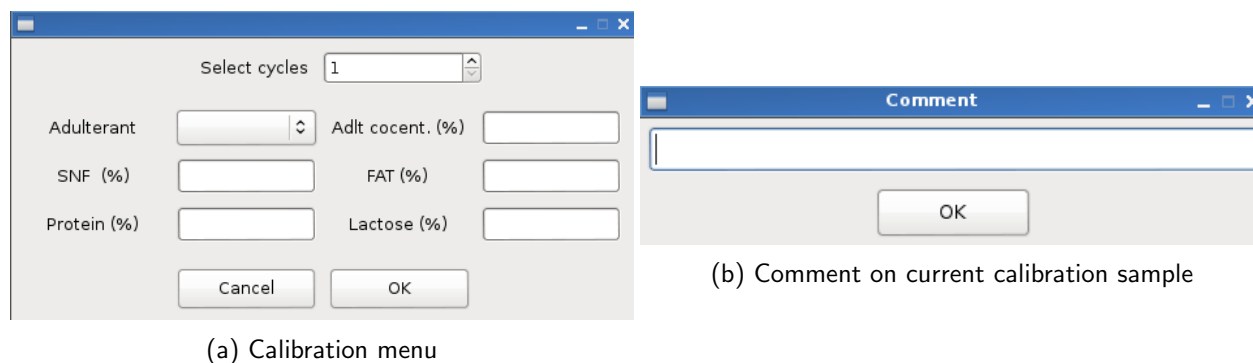 Select cycles 1
Adulterant Adlt cocent. (%)
SNF (%) FAT (%)
Protein (%) Lactose (%)
Cancel OK
(a) Calibration menu
Comment
OK
(b) Comment on current calibration sample